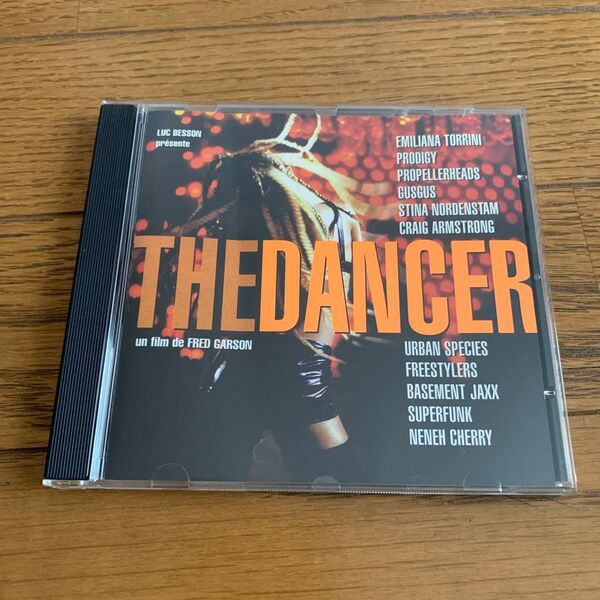 LUC BESSON
présente
EMILIANA TORRINI
PRODIGY
PROPELLERHEADS
GUSGUS
STINA NORDENSTAM
CRAIG ARMSTRONG
THEDANCER
un film de FRED GARSON
URBAN SPECIES
FREESTYLERS
BASEMENT JAXX
SUPERFUNK
NENEH CHERRY